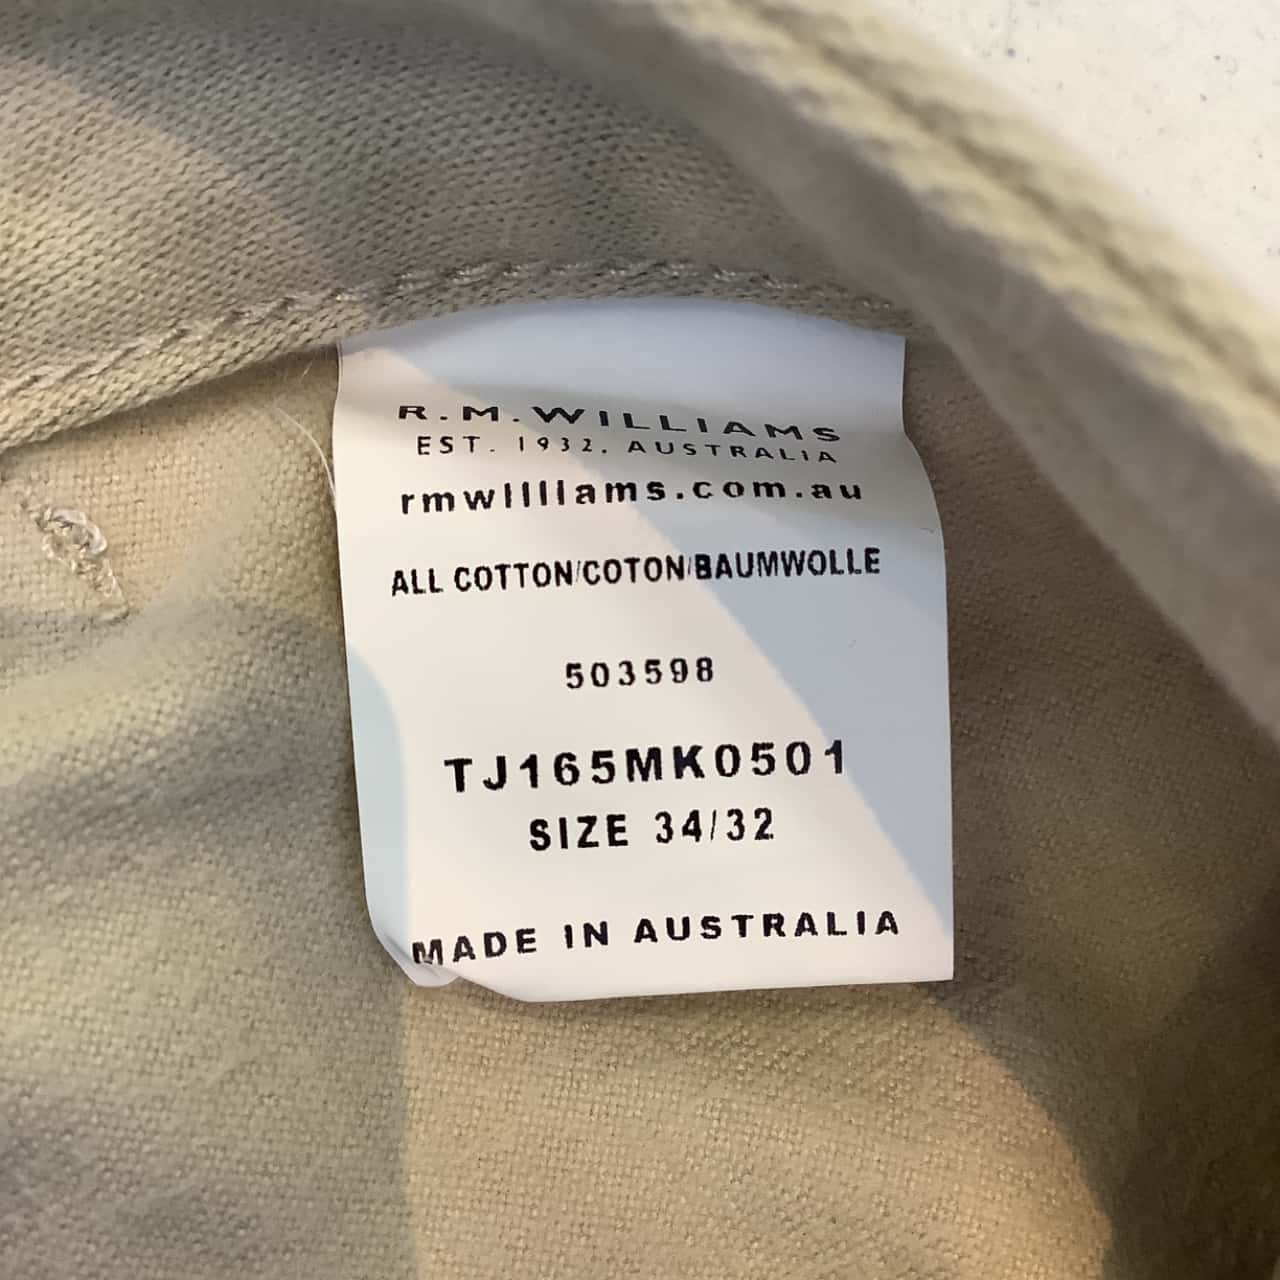 R.M.WILLIAMS
EST. 1932, AUSTRALIA
rmwilliams.com.au
ALL COTTON/COTON/BAUMWOLLE
503598
TJ165MK0501
SIZE 34/32
MADE IN AUSTRALIA